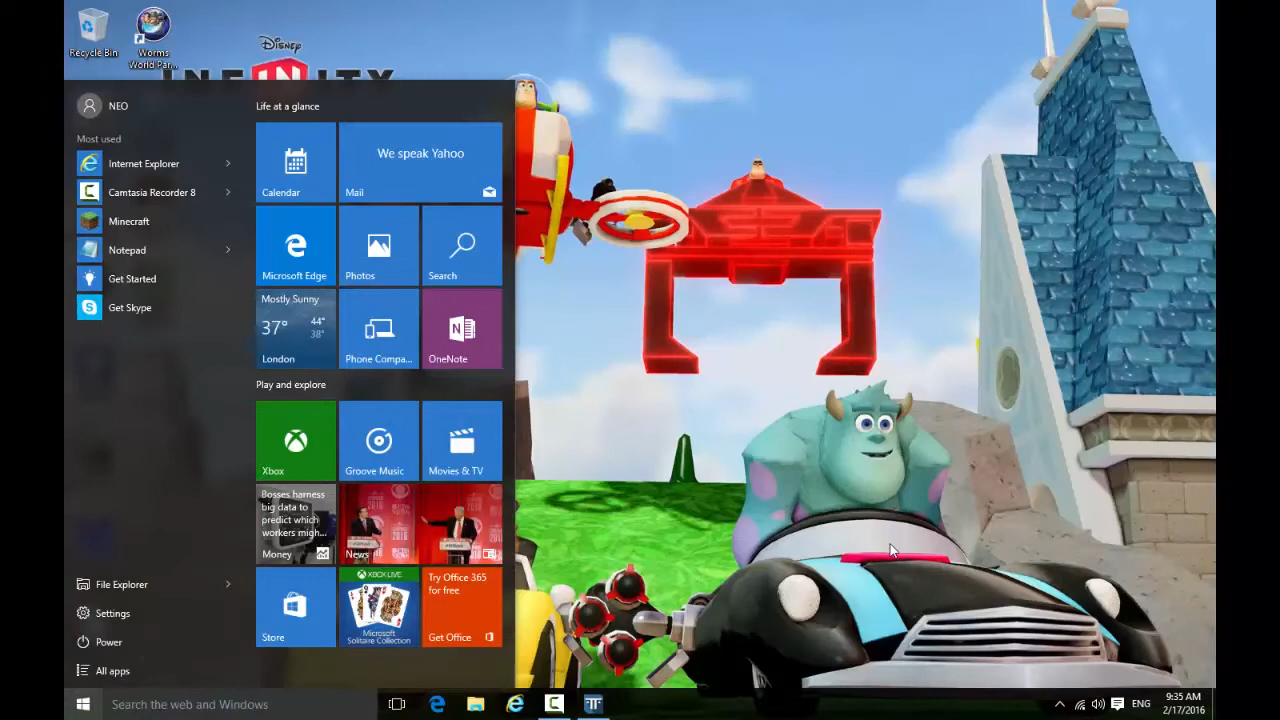 Recycle Bin
Worms
World Par...
Disney
INFINITY
NEO
Most used
Internet Explorer
Camtasia Recorder 8
Minecraft
Notepad
Get Started
Get Skype
File Explorer
Settings
Power
All apps
Life at a glance
Calendar
We speak Yahoo
Mail
Microsoft Edge
Photos
Search
Mostly Sunny
37° 44°
38°
London
Phone Compa...
OneNote
Play and explore
Xbox
Groove Music
Movies & TV
Bosses harness
big data to
predict which
workers migh...
Money
News
Store
XBOX LIVE
Microsoft
Solitaire Collection
Try Office 365
for free
Get Office
Search the web and Windows
ENG
9:35 AM
2/17/2016